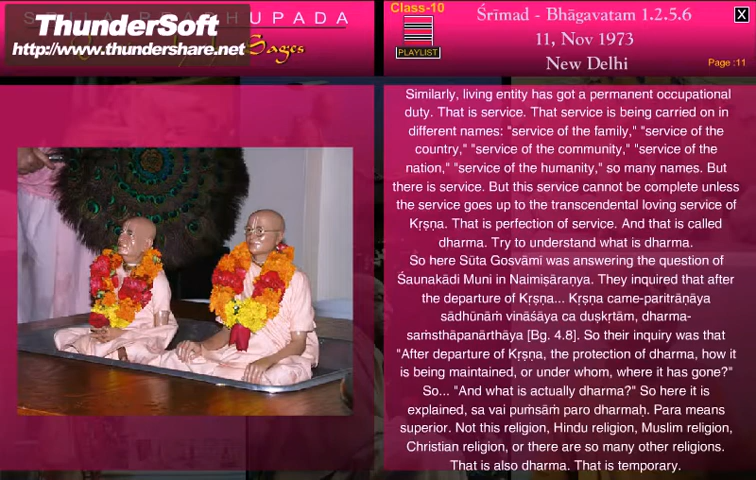 ThunderSoft
http://www.thundershare.net
Sages
Class-10
PLAYLIST
Śrīmad - Bhāgavatam 1.2.5.6
11, Nov 1973
New Delhi
X
Page :11
Similarly, living entity has got a permanent occupational
duty. That is service. That service is being carried on in
different names: "service of the family," "service of the
country," "service of the community," "service of the
nation," "service of the humanity," so many names. But
there is service. But this service cannot be complete unless
the service goes up to the transcendental loving service of
Kṛṣṇa. That is perfection of service. And that is called
dharma. Try to understand what is dharma.
So here Sūta Gosvāmī was answering the question of
Śaunakādi Muni in Naimiṣāraṇya. They inquired that after
the departure of Kṛṣṇa... Kṛṣṇa came-paritrāṇāya
sādhūnāṁ vināśāya ca duṣkṛtām, dharma-
saṁsthāpanārthāya [Bg. 4.8]. So their inquiry was that
"After departure of Kṛṣṇa, the protection of dharma, how it
is being maintained, or under whom, where it has gone?"
So... "And what is actually dharma?" So here it is
explained, sa vai puṁsāṁ paro dharmaḥ. Para means
superior. Not this religion, Hindu religion, Muslim religion,
Christian religion, or there are so many other religions.
That is also dharma. That is temporary.